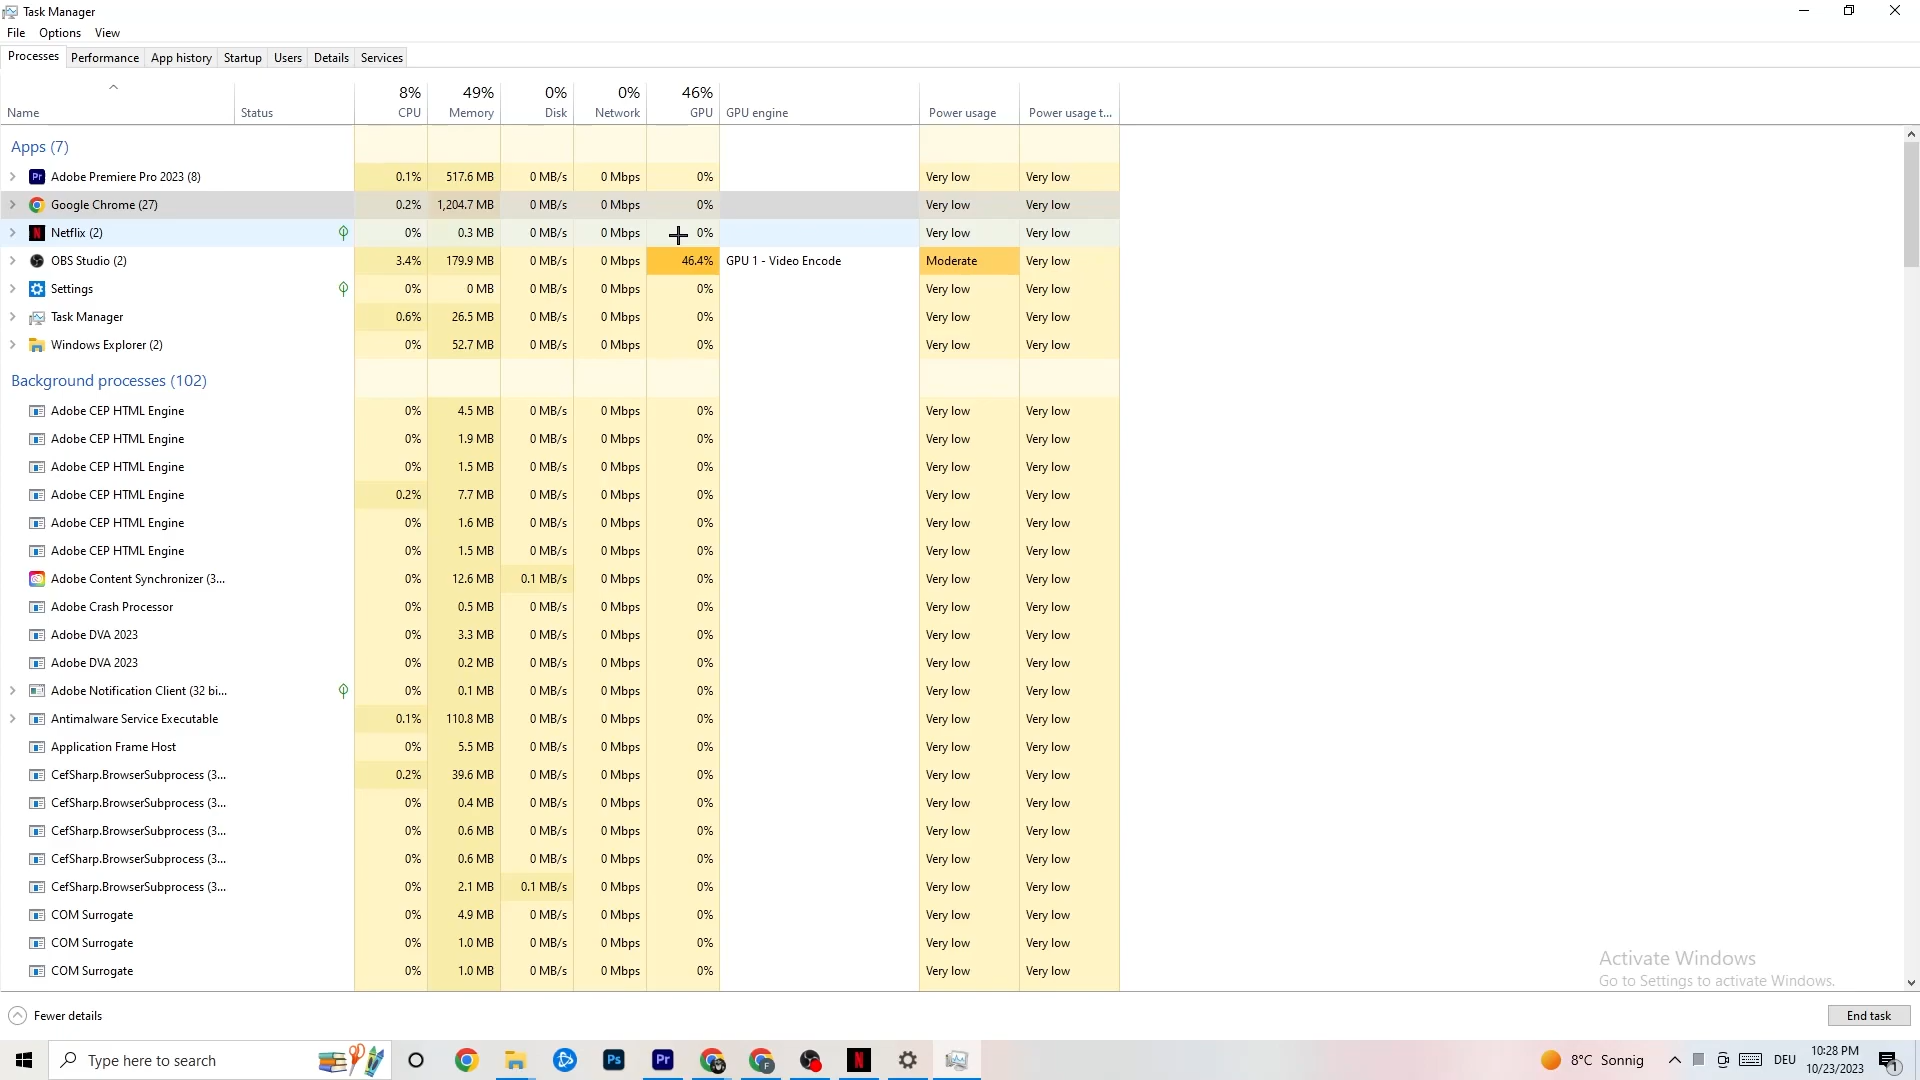 Task Manager
File Options View
Processes Performance App history Startup Users Details Services
8% 49% 0% 0% 46%
Name Status CPU Memory Disk Network GPU GPU engine Power usage Power usage t...
Apps (7)
Pr Adobe Premiere Pro 2023 (8) 0.1% 517.6 MB 0 MB/s 0 Mbps 0% Very low Very low
Google Chrome (27) 0.2% 1,204.7 MB 0 MB/s 0 Mbps 0% Very low Very low
N Netflix (2) 0% 0.3 MB 0 MB/s 0 Mbps 0% Very low Very low
OBS Studio (2) 3.4% 179.9 MB 0 MB/s 0 Mbps 46.4% GPU 1 - Video Encode Moderate Very low
Settings 0% 0 MB 0 MB/s 0 Mbps 0% Very low Very low
Task Manager 0.6% 26.5 MB 0 MB/s 0 Mbps 0% Very low Very low
Windows Explorer (2) 0% 52.7 MB 0 MB/s 0 Mbps 0% Very low Very low
Background processes (102)
Adobe CEP HTML Engine 0% 4.5 MB 0 MB/s 0 Mbps 0% Very low Very low
Adobe CEP HTML Engine 0% 1.9 MB 0 MB/s 0 Mbps 0% Very low Very low
Adobe CEP HTML Engine 0% 1.5 MB 0 MB/s 0 Mbps 0% Very low Very low
Adobe CEP HTML Engine 0.2% 7.7 MB 0 MB/s 0 Mbps 0% Very low Very low
Adobe CEP HTML Engine 0% 1.6 MB 0 MB/s 0 Mbps 0% Very low Very low
Adobe CEP HTML Engine 0% 1.5 MB 0 MB/s 0 Mbps 0% Very low Very low
Adobe Content Synchronizer (3... 0% 12.6 MB 0.1 MB/s 0 Mbps 0% Very low Very low
Adobe Crash Processor 0% 0.5 MB 0 MB/s 0 Mbps 0% Very low Very low
Adobe DVA 2023 0% 3.3 MB 0 MB/s 0 Mbps 0% Very low Very low
Adobe DVA 2023 0% 0.2 MB 0 MB/s 0 Mbps 0% Very low Very low
Adobe Notification Client (32 bi... 0% 0.1 MB 0 MB/s 0 Mbps 0% Very low Very low
Antimalware Service Executable 0.1% 110.8 MB 0 MB/s 0 Mbps 0% Very low Very low
Application Frame Host 0% 5.5 MB 0 MB/s 0 Mbps 0% Very low Very low
CefSharp.BrowserSubprocess (3... 0.2% 39.6 MB 0 MB/s 0 Mbps 0% Very low Very low
CefSharp.BrowserSubprocess (3... 0% 0.4 MB 0 MB/s 0 Mbps 0% Very low Very low
CefSharp.BrowserSubprocess (3... 0% 0.6 MB 0 MB/s 0 Mbps 0% Very low Very low
CefSharp.BrowserSubprocess (3... 0% 0.6 MB 0 MB/s 0 Mbps 0% Very low Very low
CefSharp.BrowserSubprocess (3... 0% 2.1 MB 0.1 MB/s 0 Mbps 0% Very low Very low
COM Surrogate 0% 4.9 MB 0 MB/s 0 Mbps 0% Very low Very low
COM Surrogate 0% 1.0 MB 0 MB/s 0 Mbps 0% Very low Very low
COM Surrogate 0% 1.0 MB 0 MB/s 0 Mbps 0% Very low Very low
Activate Windows
Go to Settings to activate Windows.
Fewer details End task
Type here to search Ps Pr F N 8°C Sonnig DEU 10:28 PM
10/23/2023 1